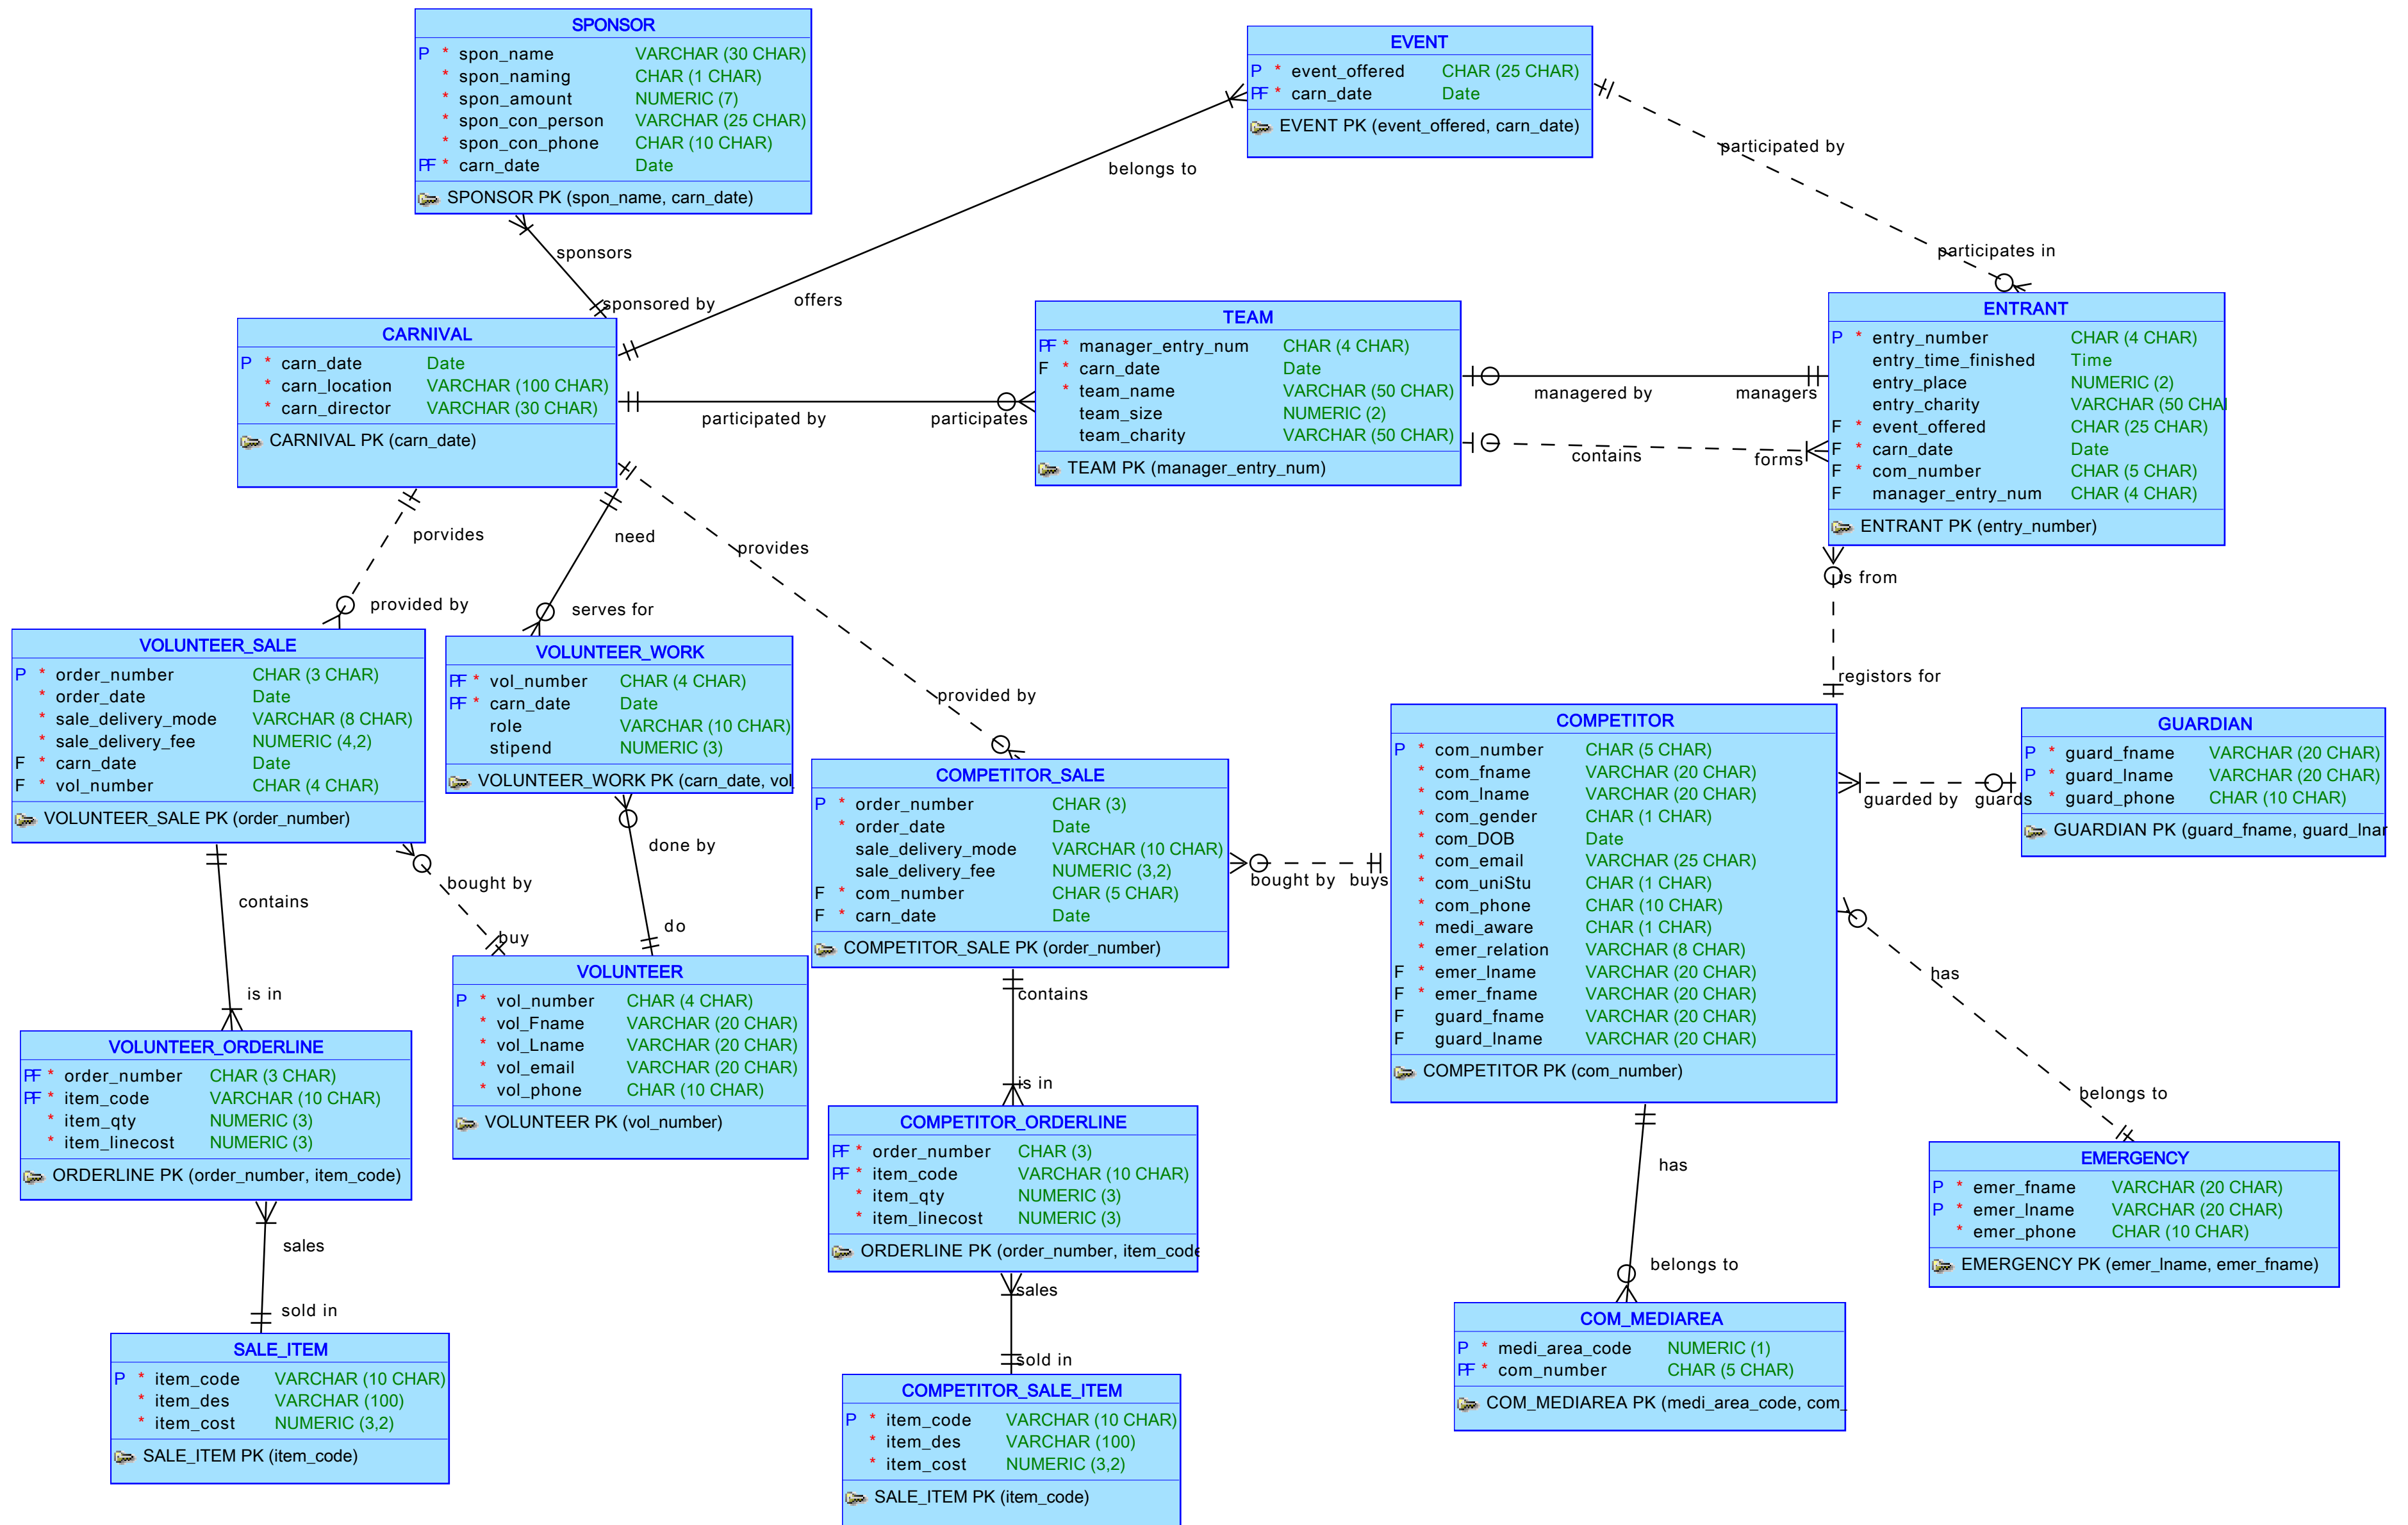 SPONSOR
P * spon_name VARCHAR (30 CHAR)
* spon_naming CHAR (1 CHAR)
* spon_amount NUMERIC (7)
* spon_con_person VARCHAR (25 CHAR)
* spon_con_phone CHAR (10 CHAR)
PF * carn_date Date
SPONSOR PK (spon_name, carn_date)
EVENT
P * event_offered CHAR (25 CHAR)
PF * carn_date Date
EVENT PK (event_offered, carn_date)
participated by
belongs to
sponsors
participates in
sponsored by
offers
CARNIVAL
P * carn_date Date
* carn_location VARCHAR (100 CHAR)
* carn_director VARCHAR (30 CHAR)
CARNIVAL PK (carn_date)
TEAM
PF * manager_entry_num CHAR (4 CHAR)
F * carn_date Date
* team_name VARCHAR (50 CHAR)
team_size NUMERIC (2)
team_charity VARCHAR (50 CHAR)
TEAM PK (manager_entry_num)
ENTRANT
P * entry_number CHAR (4 CHAR)
entry_time_finished Time
entry_place NUMERIC (2)
entry_charity VARCHAR (50 CHA
F * event_offered CHAR (25 CHAR)
F * carn_date Date
F * com_number CHAR (5 CHAR)
F manager_entry_num CHAR (4 CHAR)
ENTRANT PK (entry_number)
managered by
managers
participated by
participates
contains
forms
porvides
need
provides
is from
provided by
serves for
registors for
provided by
VOLUNTEER_SALE
P * order_number CHAR (3 CHAR)
* order_date Date
* sale_delivery_mode VARCHAR (8 CHAR)
* sale_delivery_fee NUMERIC (4,2)
F * carn_date Date
F * vol_number CHAR (4 CHAR)
VOLUNTEER_SALE PK (order_number)
VOLUNTEER_WORK
PF * vol_number CHAR (4 CHAR)
PF * carn_date Date
role VARCHAR (10 CHAR)
stipend NUMERIC (3)
VOLUNTEER_WORK PK (carn_date, vol
COMPETITOR_SALE
P * order_number CHAR (3)
* order_date Date
sale_delivery_mode VARCHAR (10 CHAR)
sale_delivery_fee NUMERIC (3,2)
F * com_number CHAR (5 CHAR)
F * carn_date Date
COMPETITOR_SALE PK (order_number)
COMPETITOR
P * com_number CHAR (5 CHAR)
* com_fname VARCHAR (20 CHAR)
* com_lname VARCHAR (20 CHAR)
* com_gender CHAR (1 CHAR)
* com_DOB Date
* com_email VARCHAR (25 CHAR)
* com_uniStu CHAR (1 CHAR)
* com_phone CHAR (10 CHAR)
* medi_aware CHAR (1 CHAR)
* emer_relation VARCHAR (8 CHAR)
F * emer_lname VARCHAR (20 CHAR)
F * emer_fname VARCHAR (20 CHAR)
F guard_fname VARCHAR (20 CHAR)
F guard_lname VARCHAR (20 CHAR)
COMPETITOR PK (com_number)
GUARDIAN
P * guard_fname VARCHAR (20 CHAR)
P * guard_lname VARCHAR (20 CHAR)
* guard_phone CHAR (10 CHAR)
GUARDIAN PK (guard_fname, guard_lnar
guarded by
guards
done by
bought by
bought by
buys
contains
do
buy
has
is in
contains
VOLUNTEER
P * vol_number CHAR (4 CHAR)
* vol_Fname VARCHAR (20 CHAR)
* vol_Lname VARCHAR (20 CHAR)
* vol_email VARCHAR (20 CHAR)
* vol_phone CHAR (10 CHAR)
VOLUNTEER PK (vol_number)
VOLUNTEER_ORDERLINE
PF * order_number CHAR (3 CHAR)
PF * item_code VARCHAR (10 CHAR)
* item_qty NUMERIC (3)
* item_linecost NUMERIC (3)
ORDERLINE PK (order_number, item_code)
is in
belongs to
COMPETITOR_ORDERLINE
PF * order_number CHAR (3)
PF * item_code VARCHAR (10 CHAR)
* item_qty NUMERIC (3)
* item_linecost NUMERIC (3)
ORDERLINE PK (order_number, item_code
EMERGENCY
P * emer_fname VARCHAR (20 CHAR)
P * emer_lname VARCHAR (20 CHAR)
* emer_phone CHAR (10 CHAR)
EMERGENCY PK (emer_lname, emer_fname)
has
sales
belongs to
sales
sold in
sold in
SALE_ITEM
P * item_code VARCHAR (10 CHAR)
* item_des VARCHAR (100)
* item_cost NUMERIC (3,2)
SALE_ITEM PK (item_code)
COM_MEDIAREA
P * medi_area_code NUMERIC (1)
PF * com_number CHAR (5 CHAR)
COM_MEDIAREA PK (medi_area_code, com_
COMPETITOR_SALE_ITEM
P * item_code VARCHAR (10 CHAR)
* item_des VARCHAR (100)
* item_cost NUMERIC (3,2)
SALE_ITEM PK (item_code)